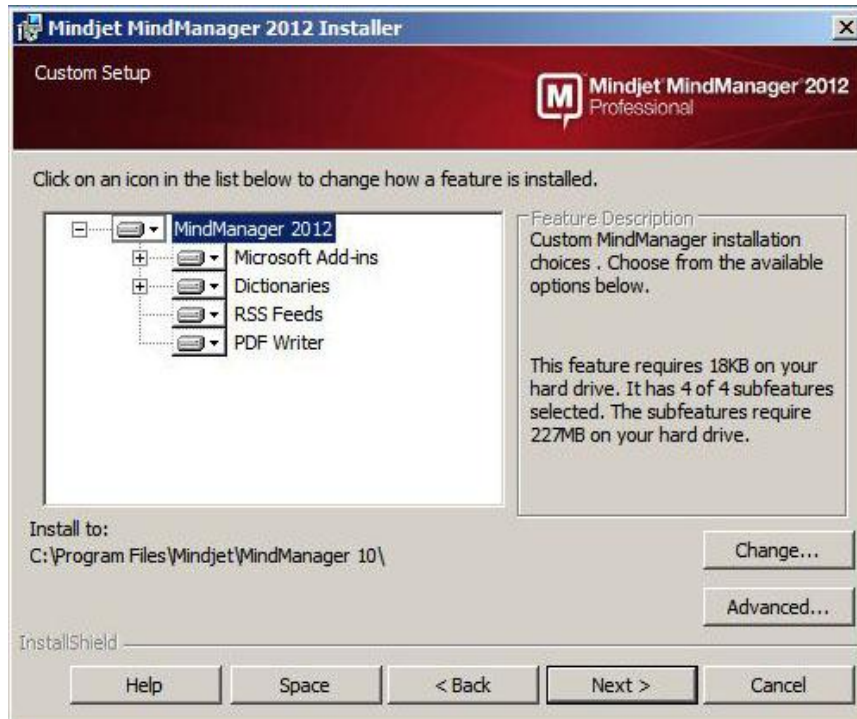 Mindjet MindManager 2012 Installer
Custom Setup
Mindjet MindManager 2012
Professional
Click on an icon in the list below to change how a feature is installed.
MindManager 2012
Microsoft Add-ins
Dictionaries
RSS Feeds
PDF Writer
Feature Description
Custom MindManager installation
choices . Choose from the available
options below.
This feature requires 18KB on your
hard drive. It has 4 of 4 subfeatures
selected. The subfeatures require
227MB on your hard drive.
Install to:
C:\Program Files\Mindjet\MindManager 10\
Change...
Advanced...
InstallShield
Help
Space
< Back
Next >
Cancel